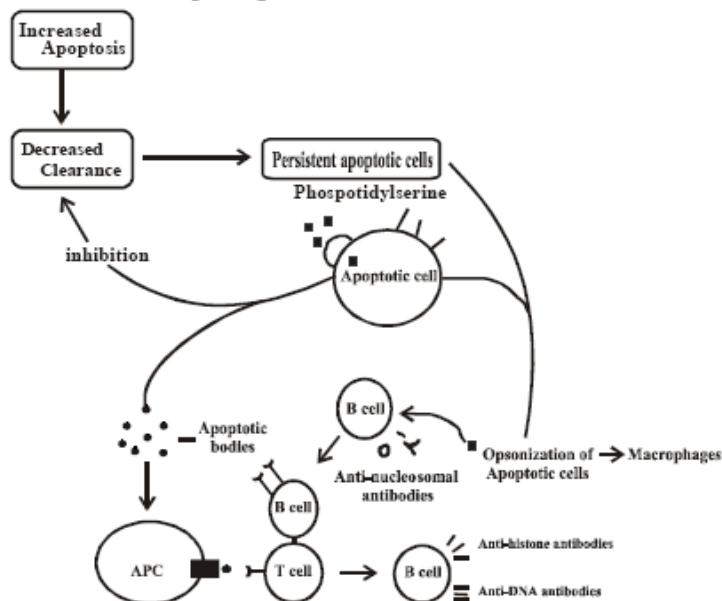 Increased
Apoptosis
Decreased
Clearance
Persistent apoptotic cells
Phospotidylserine
inhibition
Apoptotic cell
B cell
Apoptotic
bodies
Anti-nucleosomal
antibodies
Opsonization of
Apoptotic cells
Macrophages
B cell
APC
T cell
B cell
Anti-histone antibodies
Anti-DNA antibodies